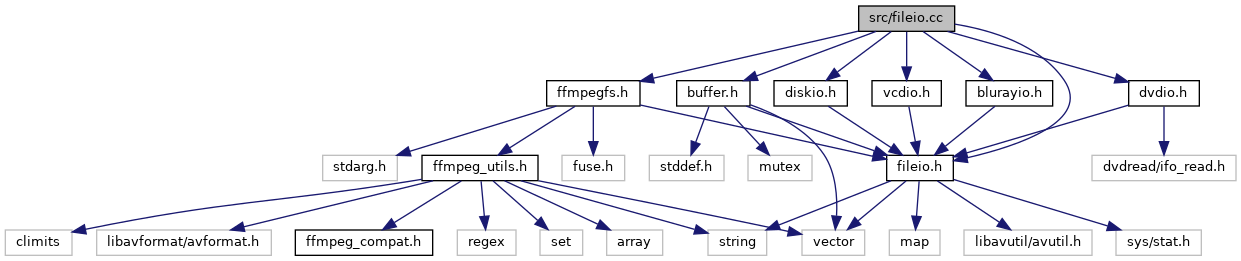 src/fileio.cc
ffmpegfs.h
buffer.h
diskio.h
vcdio.h
blurayio.h
dvdio.h
stdarg.h
ffmpeg_utils.h
fuse.h
stddef.h
mutex
fileio.h
dvdread/ifo_read.h
climits
libavformat/avformat.h
ffmpeg_compat.h
regex
set
array
string
vector
map
libavutil/avutil.h
sys/stat.h